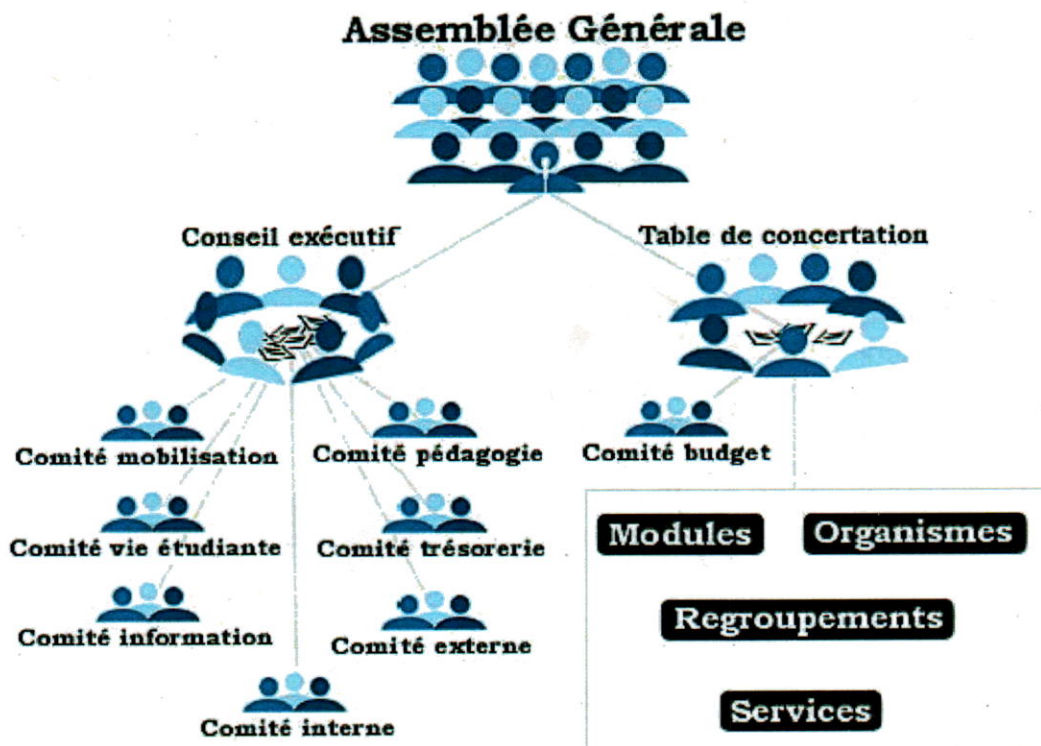 Assemblée Générale
Conseil exécutif
Table de concertation
Comité mobilisation
Comité pédagogie
Comité budget
Comité vie étudiante
Comité trésorerie
Comité information
Comité externe
Comité interne
Modules
Organismes
Regroupements
Services